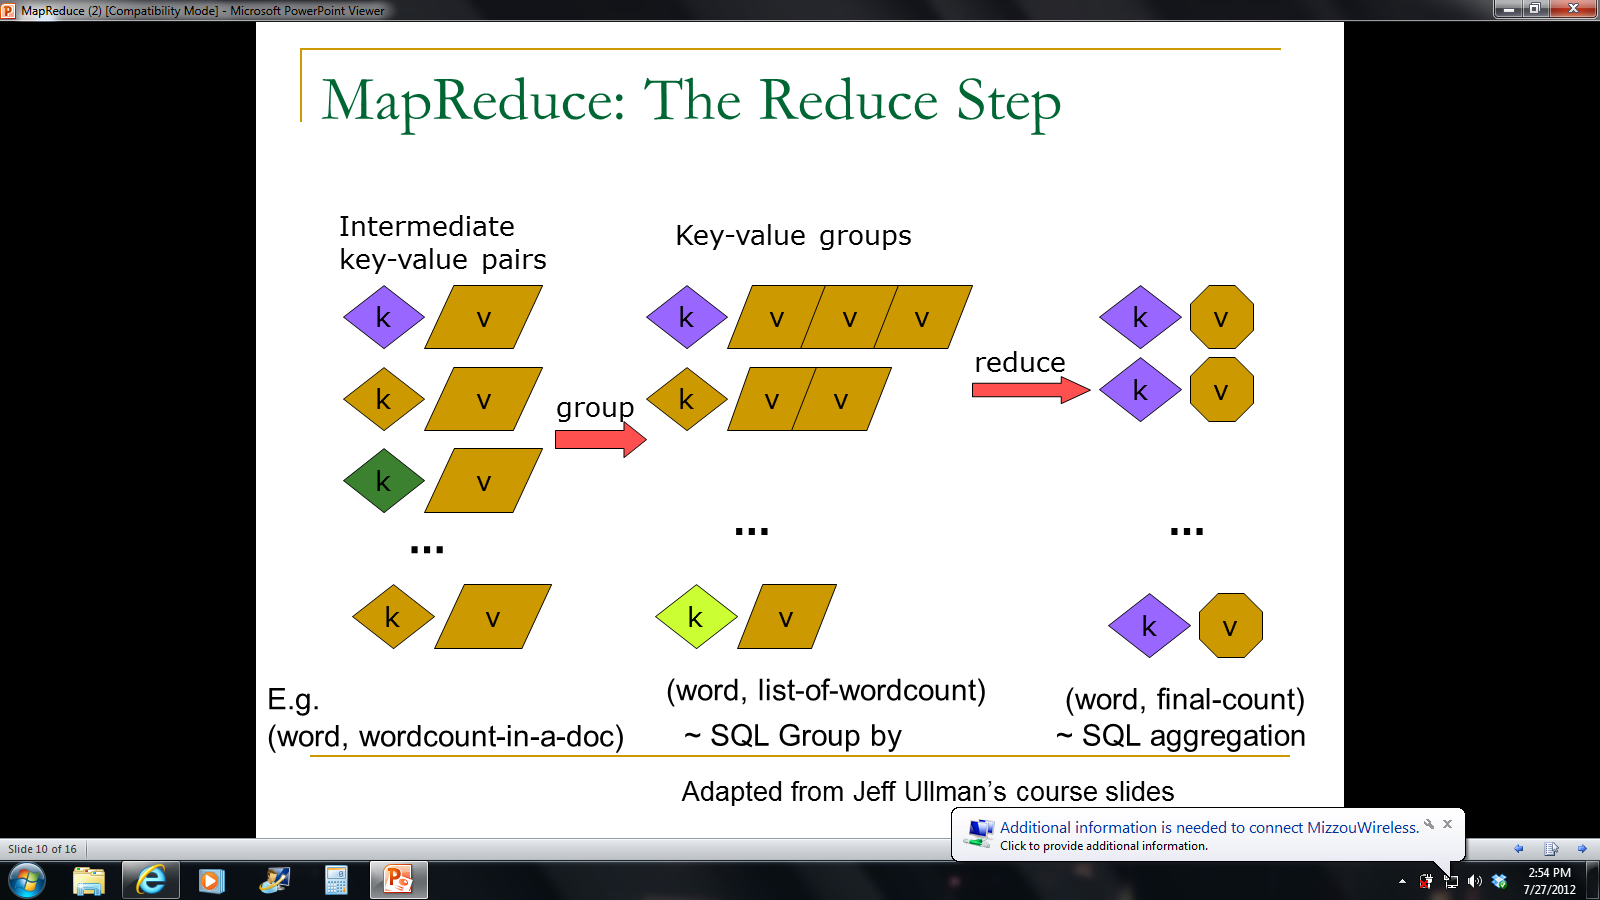 MapReduce (2) [Compatibility Mode] - Microsoft PowerPoint Viewer
MapReduce: The Reduce Step
Intermediate
key-value pairs
Key-value groups
k v
k v v v
k v
k v
k v v
k v
group
reduce
k v
...
...
...
k v
k v
k v
E.g.
(word, wordcount-in-a-doc)
(word, list-of-wordcount)
~ SQL Group by
(word, final-count)
~ SQL aggregation
Adapted from Jeff Ullman's course slides
Additional information is needed to connect MizzouWireless.
Click to provide additional information.
Slide 10 of 16
2:54 PM
7/27/2012